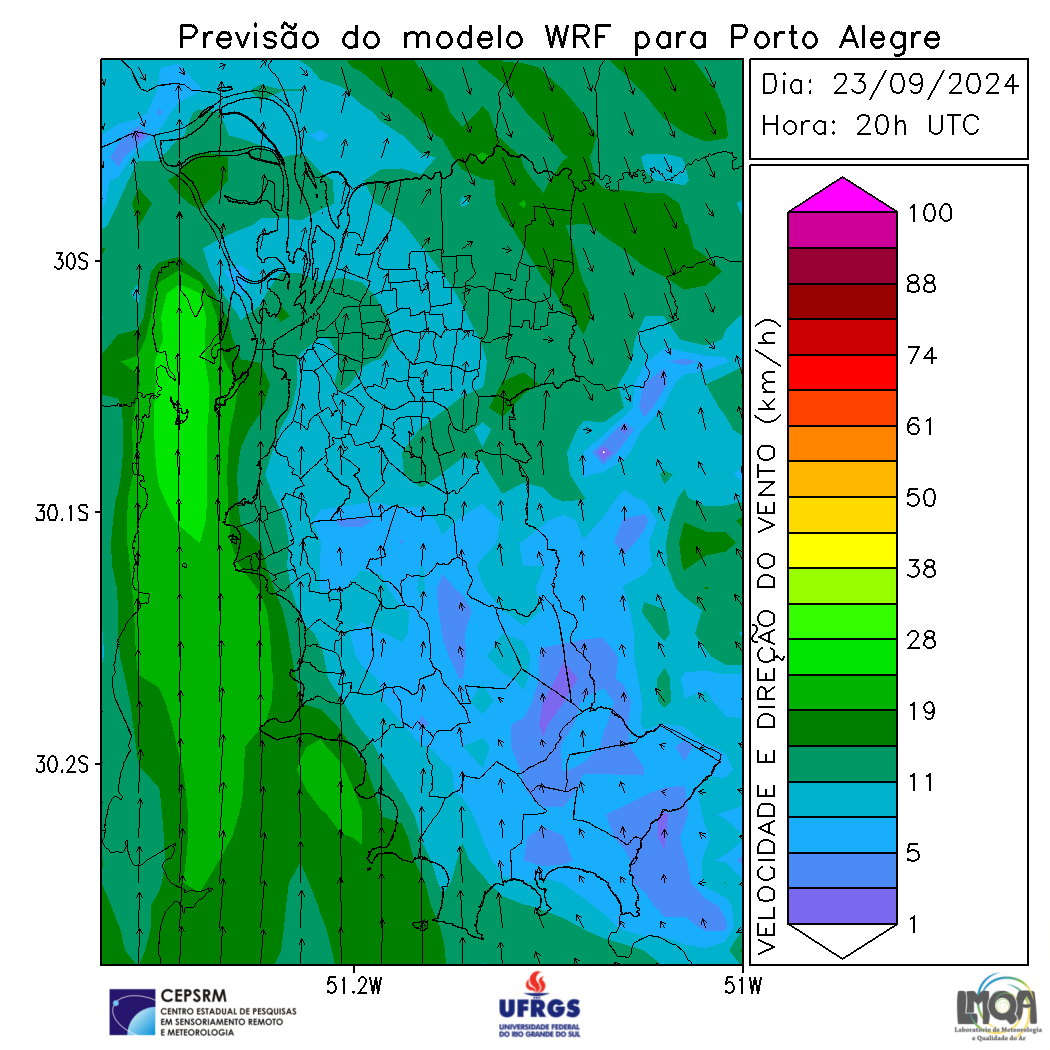 Previsão do modelo WRF para Porto Alegre
Dia: 23/09/2024
Hora: 20h UTC
30S
30.1S
30.2S
51.2W
51W
VELOCIDADE E DIREÇÃO DO VENTO (km/h)
100
88
74
61
50
38
28
19
11
5
1
CEPSRM
CENTRO ESTADUAL DE PESQUISAS
EM SENSORIAMENTO REMOTO
E METEOROLOGIA
UFRGS
UNIVERSIDADE FEDERAL
DO RIO GRANDE DO SUL
LMQA
Laboratório de Meteorologia
e Qualidade do Ar